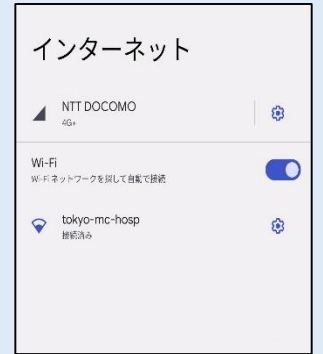 インターネット
NTT DOCOMO
4G+
Wi-Fi
Wi-Fi ネットワークを探して自動で接続
tokyo-mc-hosp
接続済み